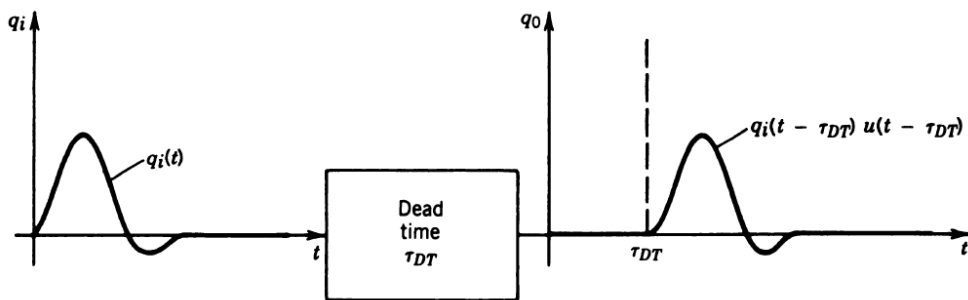 q_i
q_i(t)
t
Dead
time
τ_DT
q_0
q_i(t − τ_DT) u(t − τ_DT)
τ_DT
t